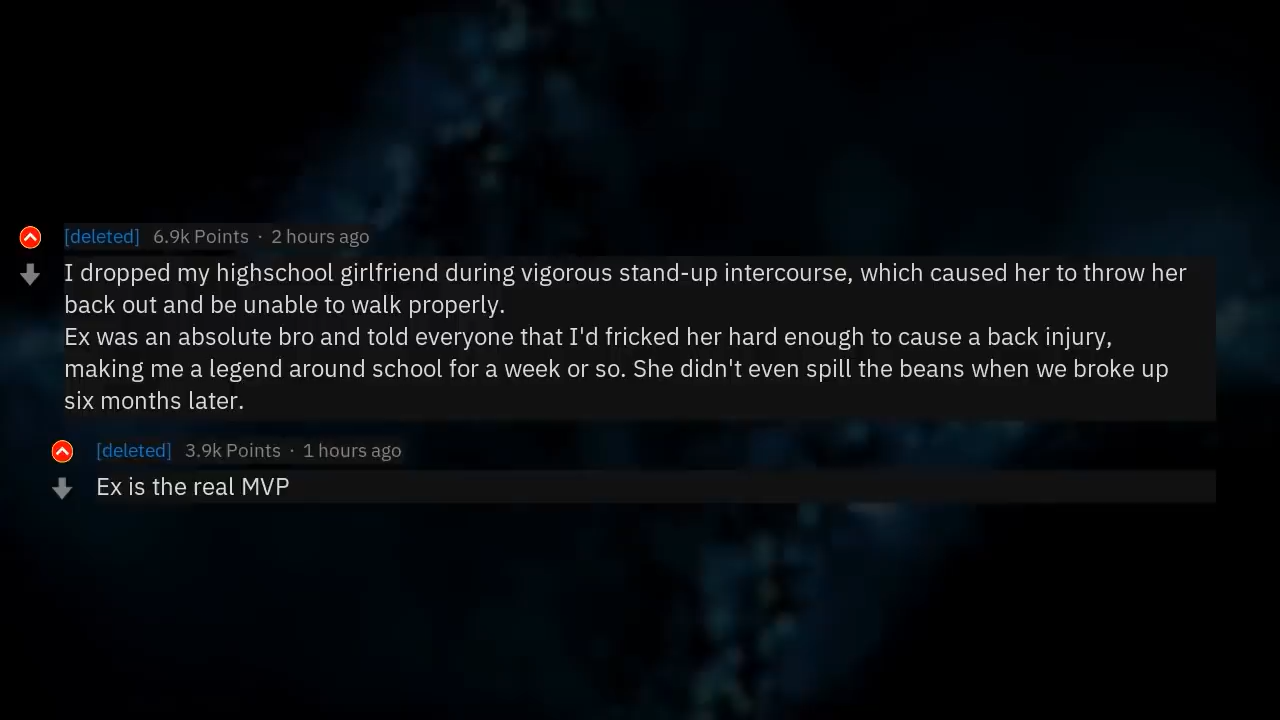 [deleted] 6.9k Points · 2 hours ago
I dropped my highschool girlfriend during vigorous stand-up intercourse, which caused her to throw her
back out and be unable to walk properly.
Ex was an absolute bro and told everyone that I'd fricked her hard enough to cause a back injury,
making me a legend around school for a week or so. She didn't even spill the beans when we broke up
six months later.
[deleted] 3.9k Points · 1 hours ago
Ex is the real MVP